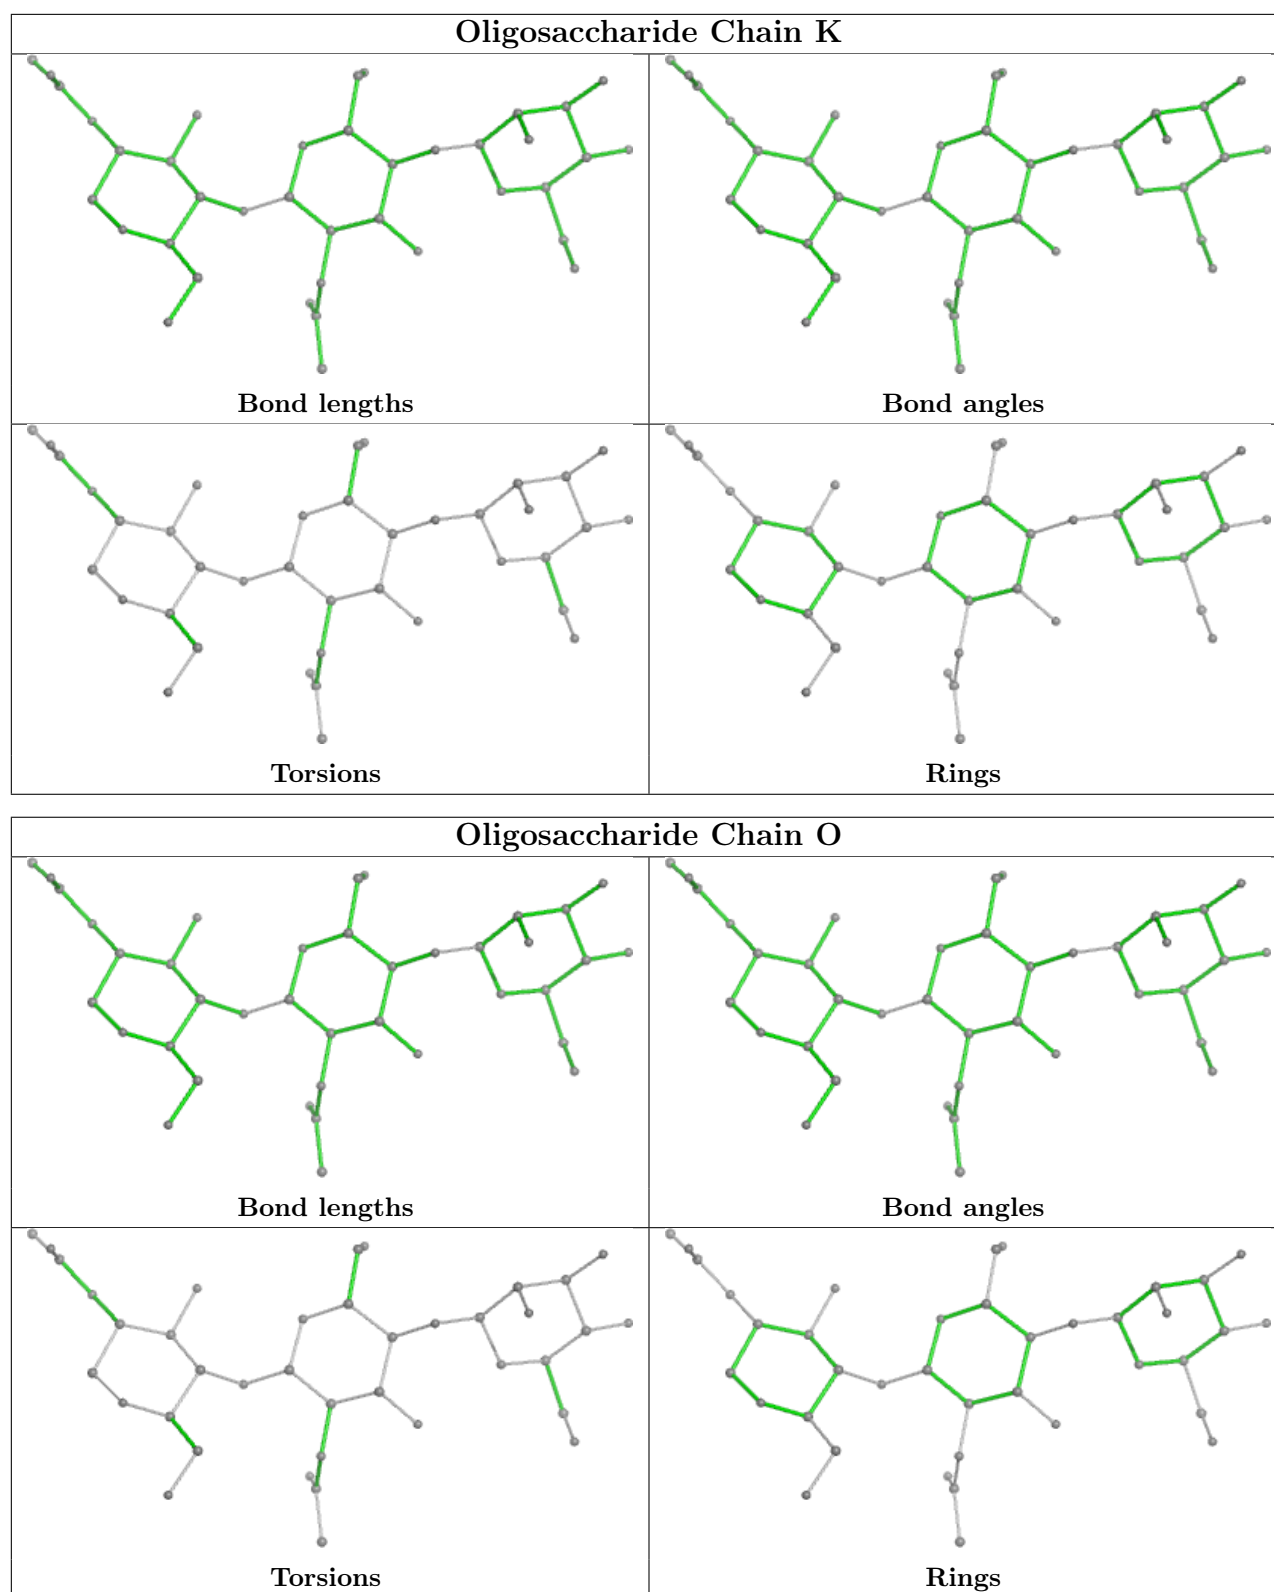 Oligosaccharide Chain K
Bond lengths
Bond angles
Torsions
Rings
Oligosaccharide Chain O
Bond lengths
Bond angles
Torsions
Rings